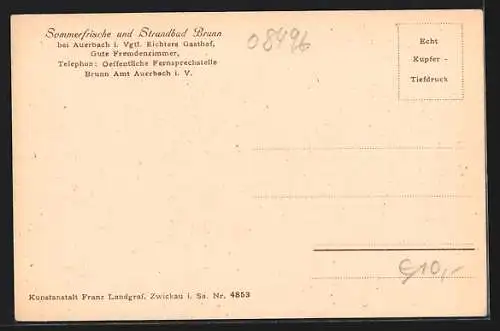 Sommerfrische und Strandbad Brunn
bei Auerbach i. Vgtl. Richters Gasthof,
Gute Fremdenzimmer,
Telephon: Oeffentliche Fernsprechstelle
Brunn Amt Auerbach i. V.
08496
Echt
Kupfer -
Tiefdruck
€10,-
Kunstanstalt Franz Landgraf, Zwickau i. Sa. Nr. 4853